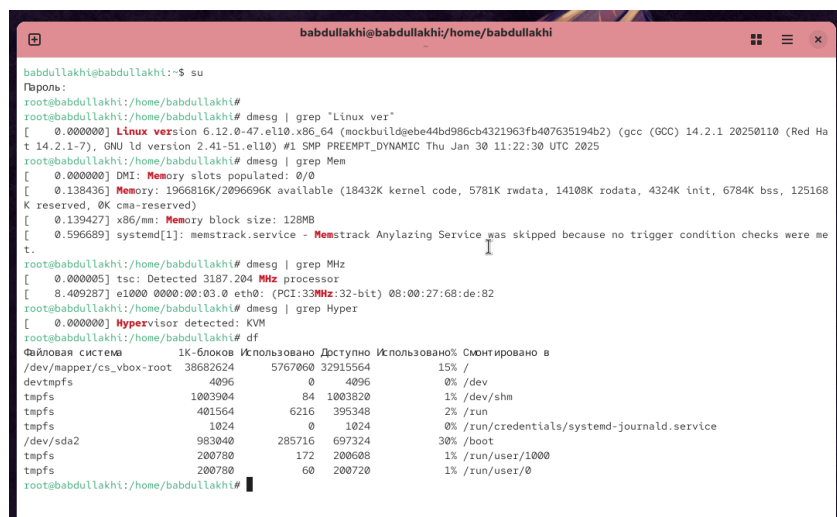 babdullakhi@babdullakhi:/home/babdullakhi
babdullakhi@babdullakhi:~$ su
Пароль:
root@babdullakhi:/home/babdullakhi#
root@babdullakhi:/home/babdullakhi# dmesg | grep "Linux ver"
[    0.000000] Linux version 6.12.0-47.el10.x86_64 (mockbuild@ebe44bd986cb4321963fb407635194b2) (gcc (GCC) 14.2.1 20250110 (Red Ha
t 14.2.1-7), GNU ld version 2.41-51.el10) #1 SMP PREEMPT_DYNAMIC Thu Jan 30 11:22:30 UTC 2025
root@babdullakhi:/home/babdullakhi# dmesg | grep Mem
[    0.000000] DMI: Memory slots populated: 0/0
[    0.138436] Memory: 1966816K/2096696K available (18432K kernel code, 5781K rwdata, 14108K rodata, 4324K init, 6784K bss, 125168
K reserved, 0K cma-reserved)
[    0.139427] x86/mm: Memory block size: 128MB
[    0.596689] systemd[1]: memstrack.service - Memstrack Anylazing Service was skipped because no trigger condition checks were me
t.
root@babdullakhi:/home/babdullakhi# dmesg | grep MHz
[    0.000005] tsc: Detected 3187.204 MHz processor
[    8.409287] e1000 0000:00:03.0 eth0: (PCI:33MHz:32-bit) 08:00:27:68:de:82
root@babdullakhi:/home/babdullakhi# dmesg | grep Hyper
[    0.000000] Hypervisor detected: KVM
root@babdullakhi:/home/babdullakhi# df
Файловая система        1K-блоков Использовано Доступно Использовано% Смонтировано в
/dev/mapper/cs_vbox-root  38682624      5767060 32915564           15% /
devtmpfs                      4096            0     4096            0% /dev
tmpfs                      1003904           84  1003820            1% /dev/shm
tmpfs                       401564         6216   395348            2% /run
tmpfs                         1024            0     1024            0% /run/credentials/systemd-journald.service
/dev/sda2                   983040       285716   697324           30% /boot
tmpfs                       200780          172   200608            1% /run/user/1000
tmpfs                       200780           60   200720            1% /run/user/0
root@babdullakhi:/home/babdullakhi#